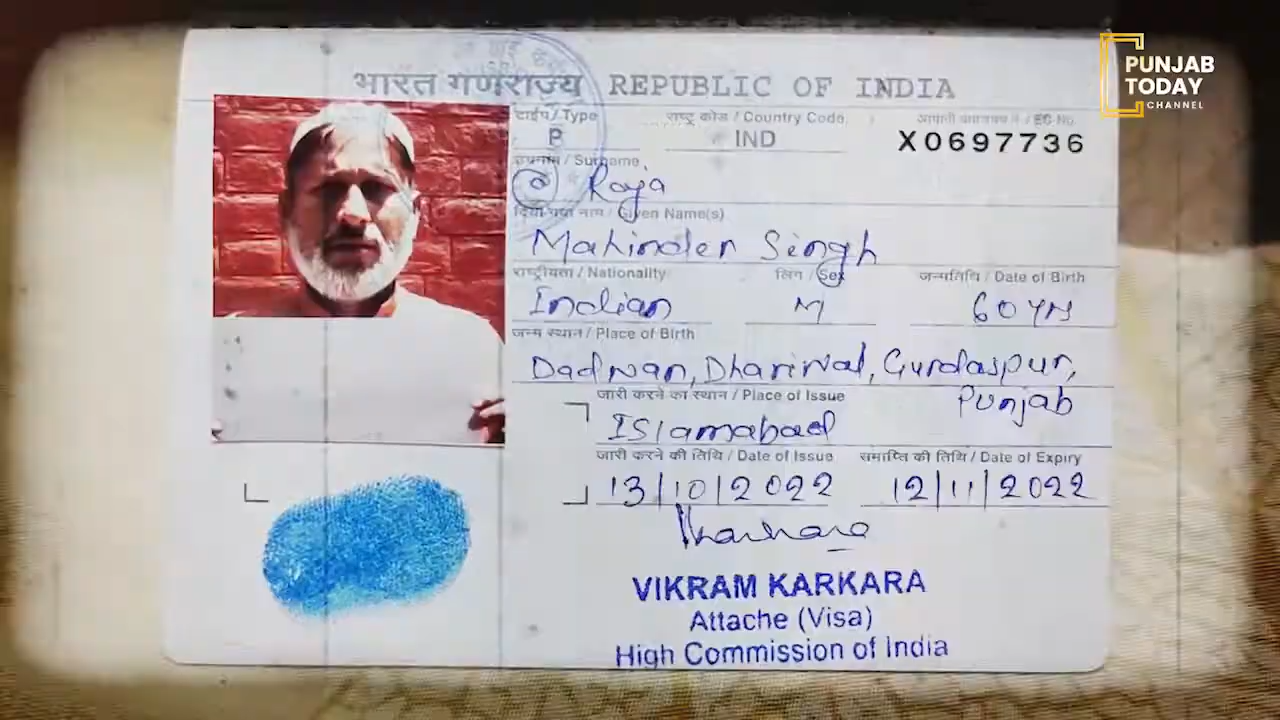 PUNJAB
TODAY
CHANNEL
भारत गणराज्य REPUBLIC OF INDIA
टाईप / Type
राष्ट्र कोड / Country Code
/ EC No.
P
IND
X0697736
उपनाम / Surname
@ Raja
दिया गया नाम / Given Name(s)
Mahinder Singh
राष्ट्रीयता / Nationality
लिंग / Sex
जन्मतिथि / Date of Birth
Indian
M
60 yrs
जन्म स्थान / Place of Birth
Dadwan, Dhariwal, Gurdaspur,
Punjab
जारी करने का स्थान / Place of Issue
Islamabad
जारी करने की तिथि / Date of Issue
समाप्ति की तिथि / Date of Expiry
13/10/2022
12/11/2022
VIKRAM KARKARA
Attache (Visa)
High Commission of India